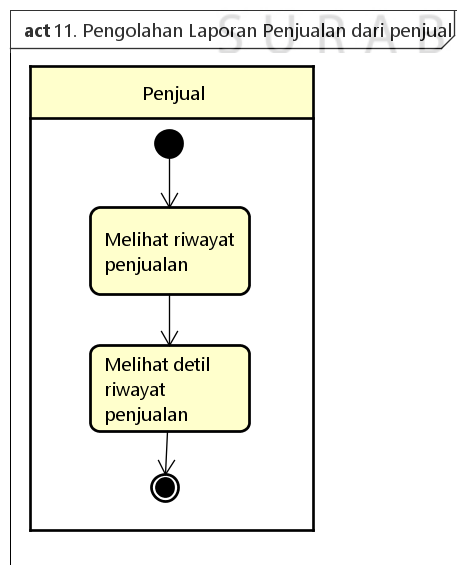 S U R A B
act 11. Pengolahan Laporan Penjualan dari penjual
Penjual
Melihat riwayat
penjualan
Melihat detil
riwayat
penjualan